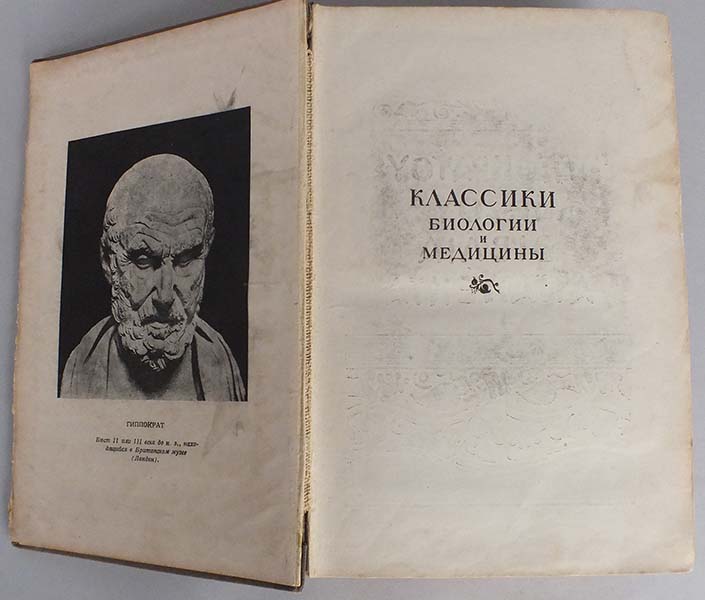 ГИППОКРАТ
Бюст II или III века до н. э., нахо-
дящийся в Британском музее
(Лондон).
КЛАССИКИ
БИОЛОГИИ
И
МЕДИЦИНЫ